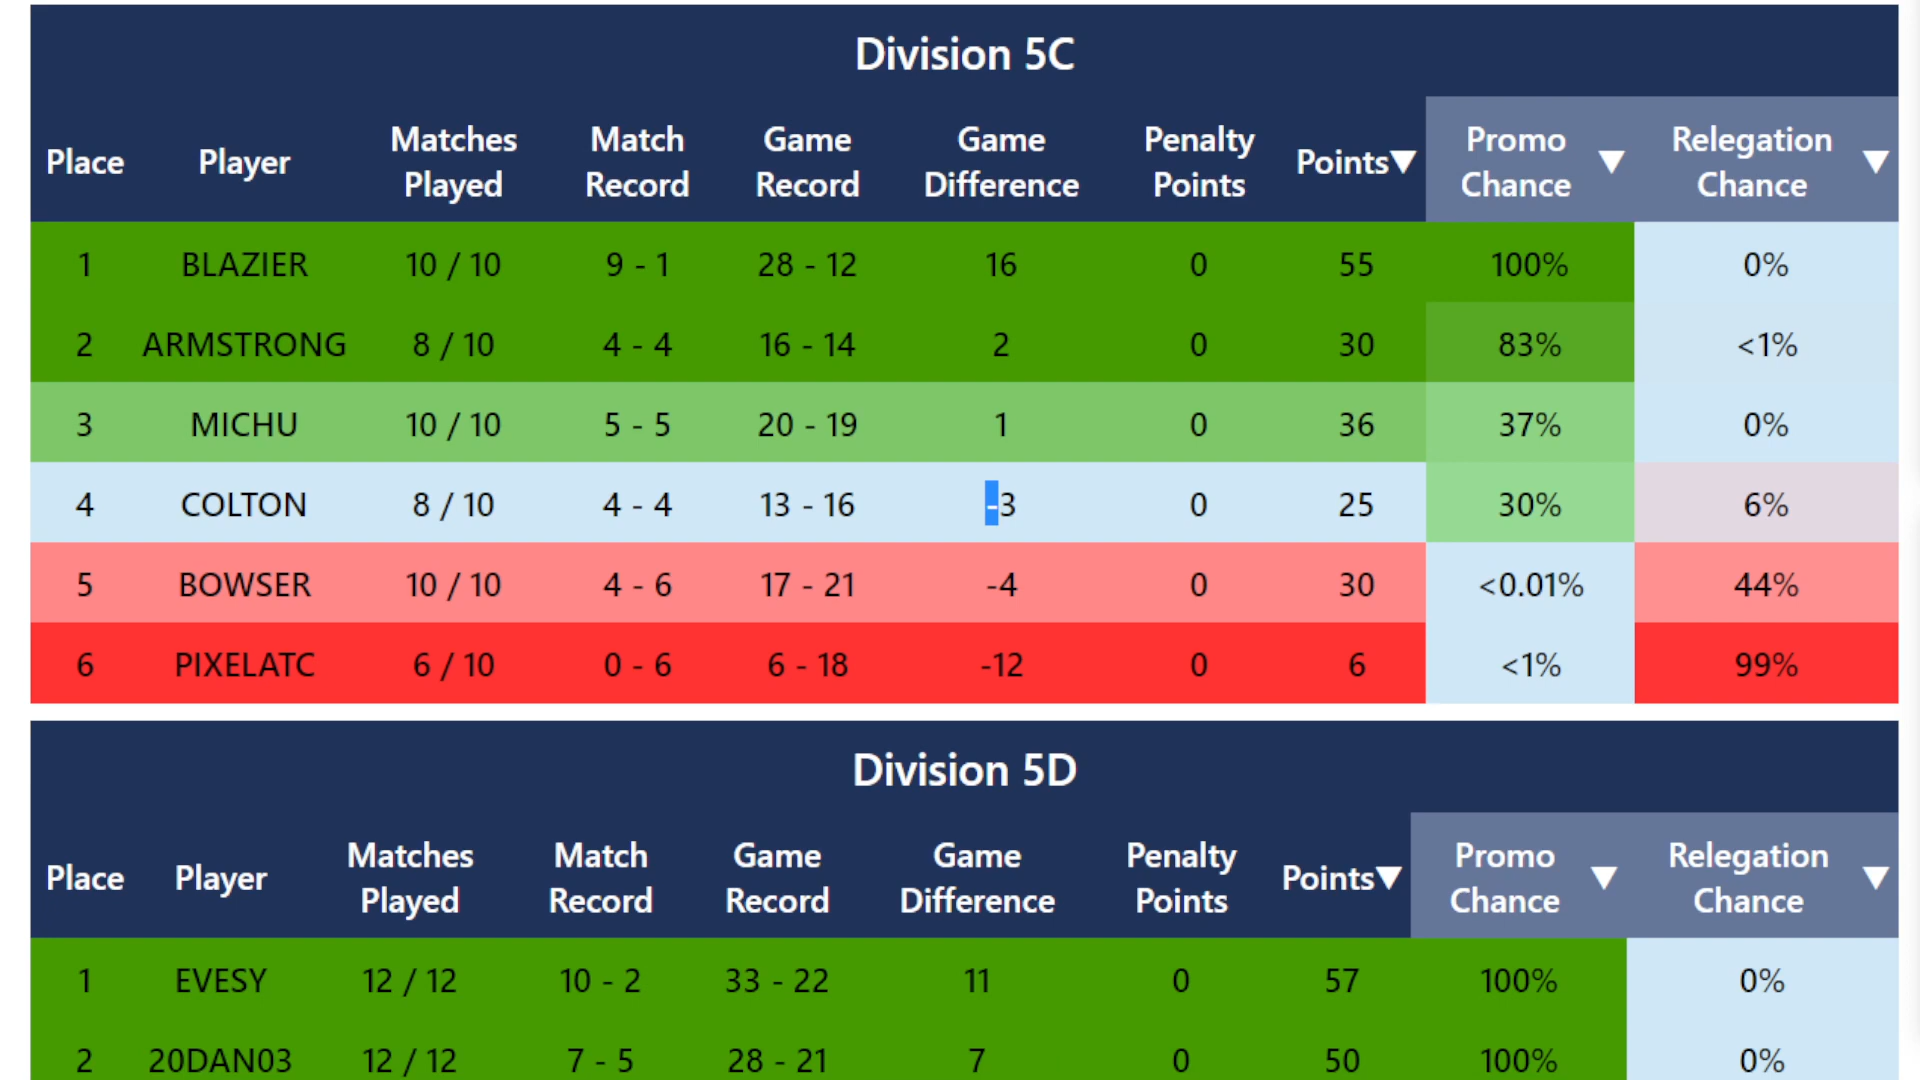 Division 5C
Place Player Matches Played Match Record Game Record Game Difference Penalty Points Points▼ Promo Chance ▼ Relegation Chance ▼
1 BLAZIER 10 / 10 9 - 1 28 - 12 16 0 55 100% 0%
2 ARMSTRONG 8 / 10 4 - 4 16 - 14 2 0 30 83% <1%
3 MICHU 10 / 10 5 - 5 20 - 19 1 0 36 37% 0%
4 COLTON 8 / 10 4 - 4 13 - 16 -3 0 25 30% 6%
5 BOWSER 10 / 10 4 - 6 17 - 21 -4 0 30 <0.01% 44%
6 PIXELATC 6 / 10 0 - 6 6 - 18 -12 0 6 <1% 99%
Division 5D
Place Player Matches Played Match Record Game Record Game Difference Penalty Points Points▼ Promo Chance ▼ Relegation Chance ▼
1 EVESY 12 / 12 10 - 2 33 - 22 11 0 57 100% 0%
2 20DAN03 12 / 12 7 - 5 28 - 21 7 0 50 100% 0%